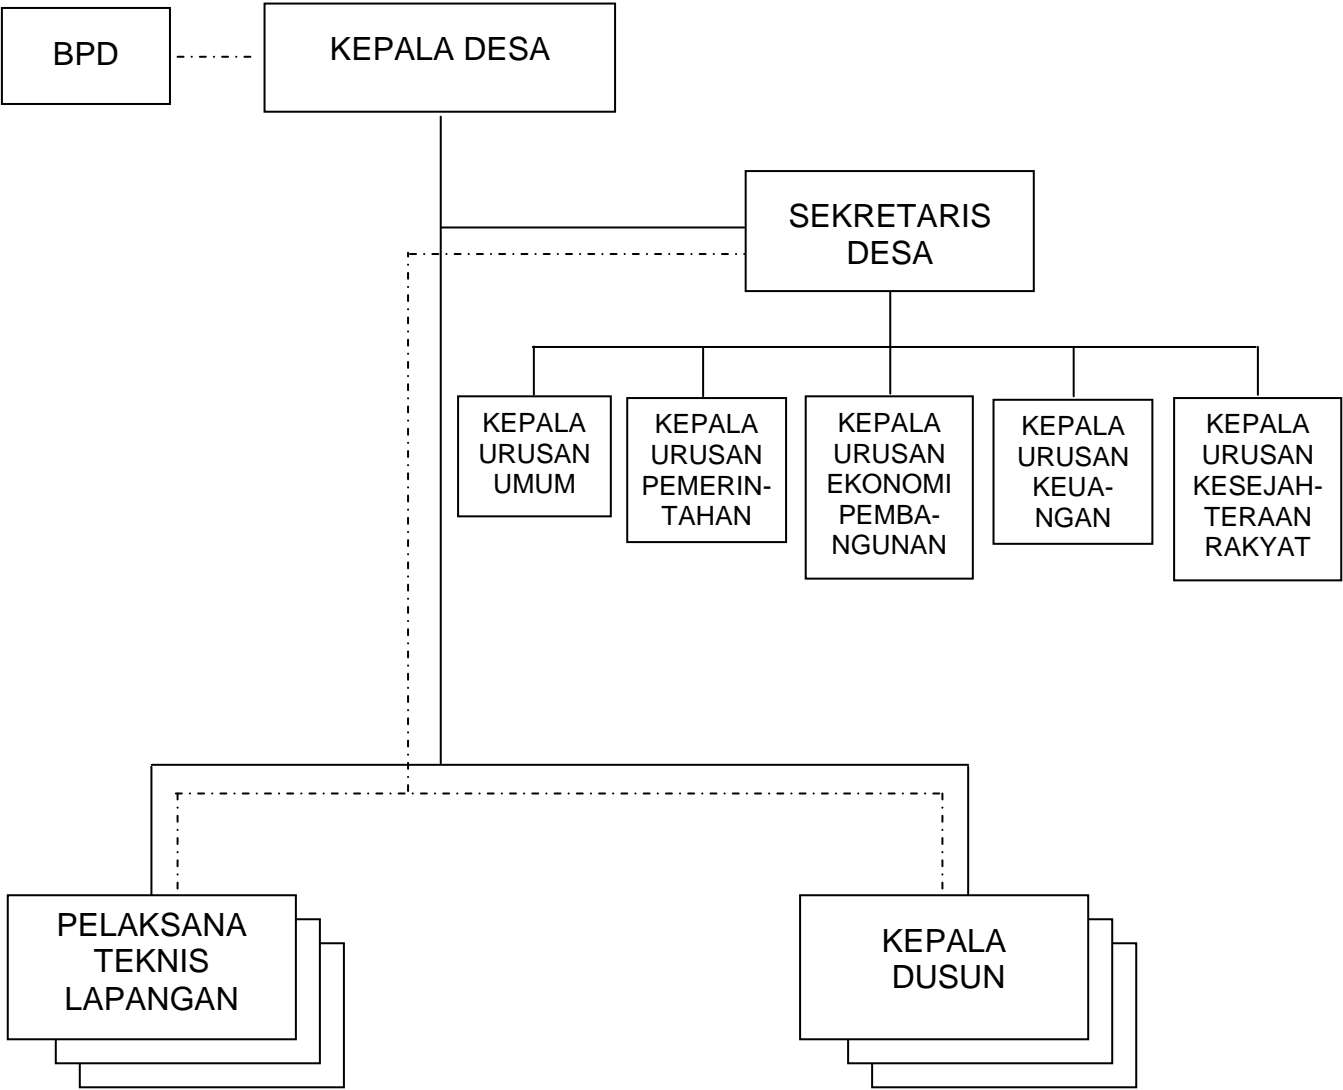 BPD
KEPALA DESA
SEKRETARIS
DESA
KEPALA
URUSAN
UMUM
KEPALA
URUSAN
PEMERIN-
TAHAN
KEPALA
URUSAN
EKONOMI
PEMBA-
NGUNAN
KEPALA
URUSAN
KEUA-
NGAN
KEPALA
URUSAN
KESEJAH-
TERAAN
RAKYAT
PELAKSANA
TEKNIS
LAPANGAN
KEPALA
DUSUN